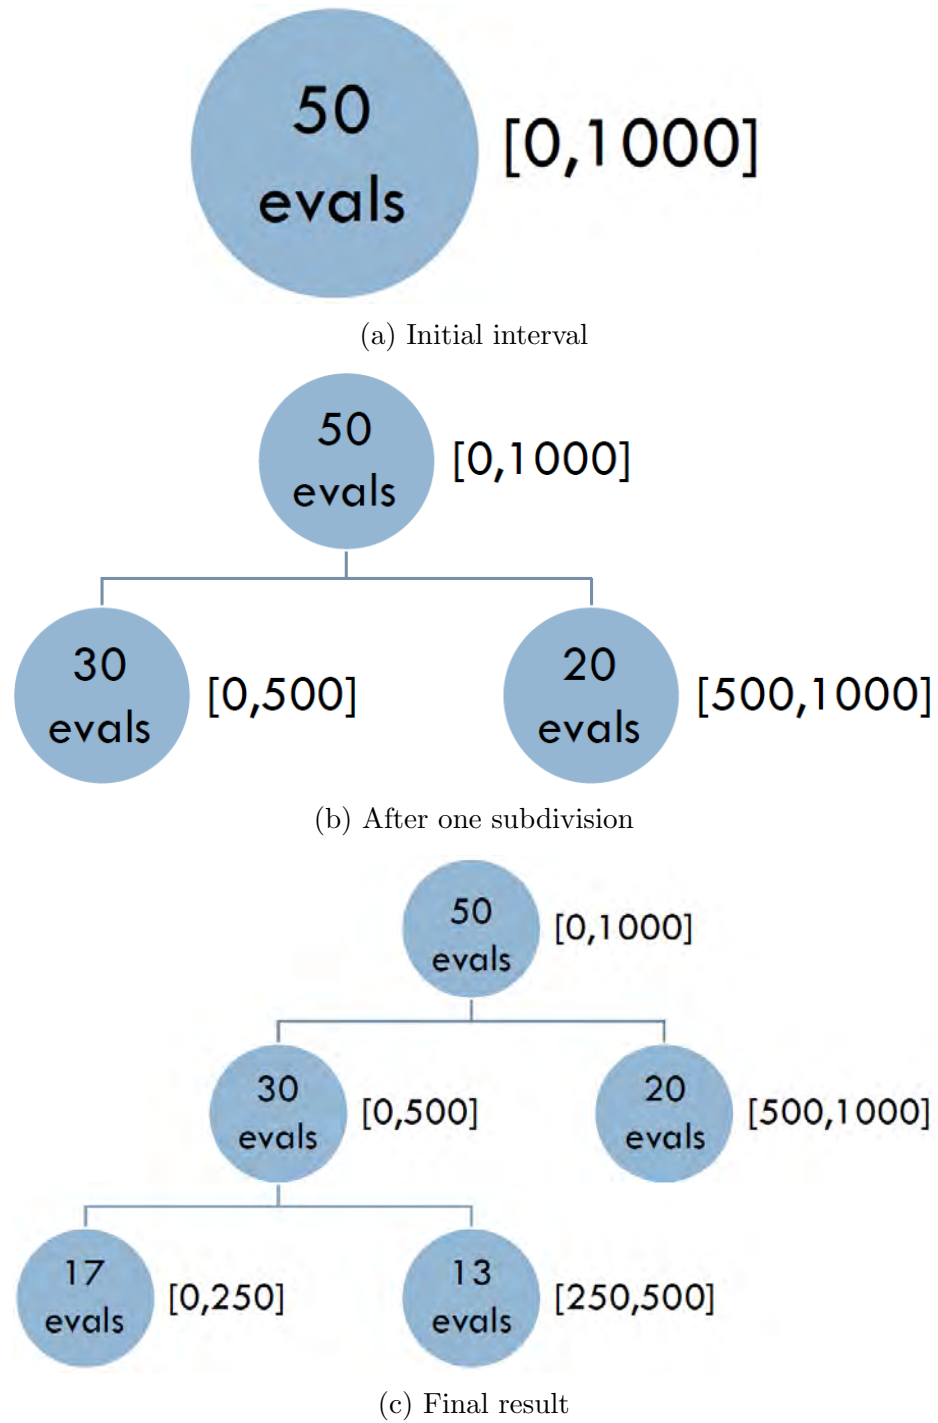 50
evals
[0,1000]
(a) Initial interval
50
evals
[0,1000]
30
evals
[0,500]
20
evals
[500,1000]
(b) After one subdivision
50
evals
[0,1000]
30
evals
[0,500]
20
evals
[500,1000]
17
evals
[0,250]
13
evals
[250,500]
(c) Final result